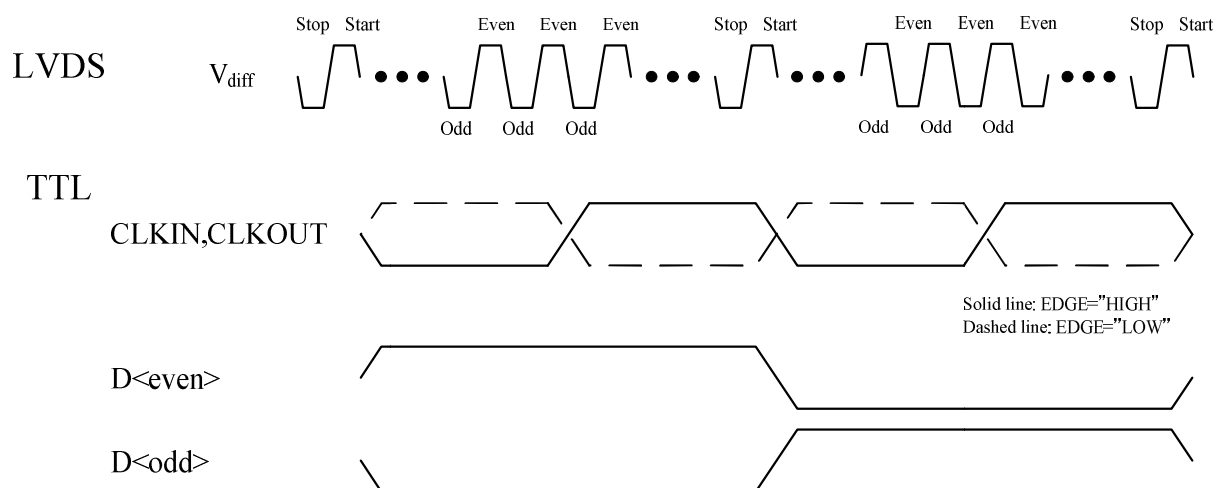 Stop Start Even Even Even Stop Start Even Even Even Stop Start
LVDS V_diff
Odd Odd Odd Odd Odd Odd
TTL
CLKIN,CLKOUT
Solid line: EDGE="HIGH"
Dashed line: EDGE="LOW"
D<even>
D<odd>